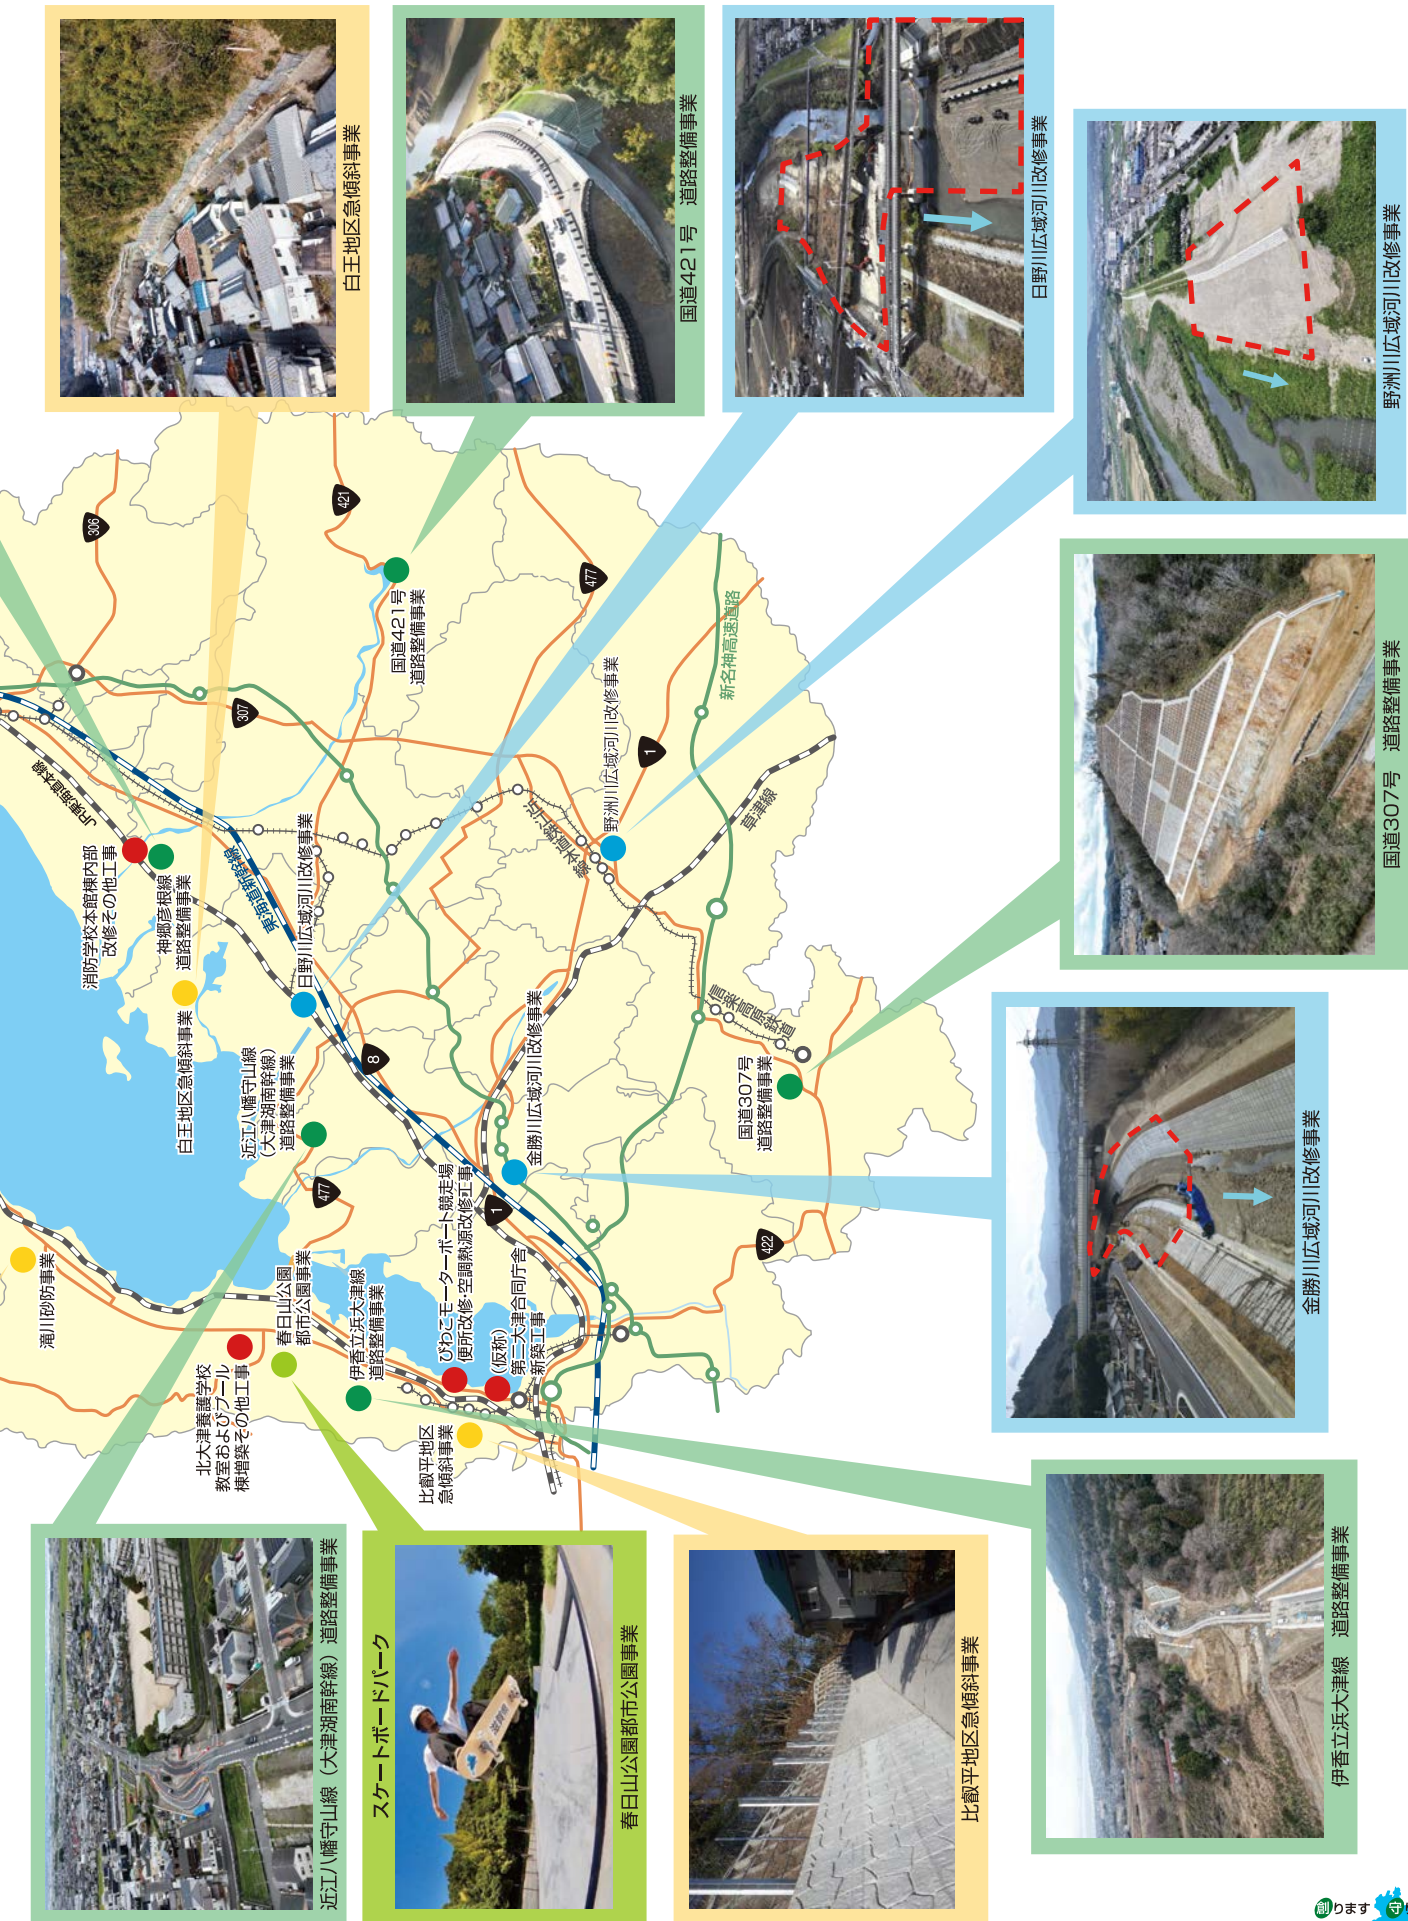 白王地区急傾斜事業
国道421号　道路整備事業
日野川広域河川改修事業
野洲川広域河川改修事業
国道307号　道路整備事業
金勝川広域河川改修事業
伊香立浜大津線　道路整備事業
比叡平地区急傾斜事業
スケートボードパーク
春日山公園都市公園事業
近江八幡守山線（大津湖南幹線）道路整備事業
306
421
477
307
1
8
477
1
422
JR東海道本線
東海道新幹線
近江鉄道本線
新名神高速道路
草津線
信楽高原鉄道
消防学校本館棟内部
改修その他工事
神郷彦根線
道路整備事業
白王地区急傾斜事業
日野川広域河川改修事業
国道421号
道路整備事業
野洲川広域河川改修事業
近江八幡守山線
（大津湖南幹線）
道路整備事業
金勝川広域河川改修事業
国道307号
道路整備事業
滝川砂防事業
北大津養護学校
教室およびプール
棟増築その他工事
春日山公園
都市公園事業
伊香立浜大津線
道路整備事業
びわこモーターボート競走場
便所改修・空調熱源改修工事
（仮称）
第二大津合同庁舎
新築工事
比叡平地区
急傾斜事業
創ります
守